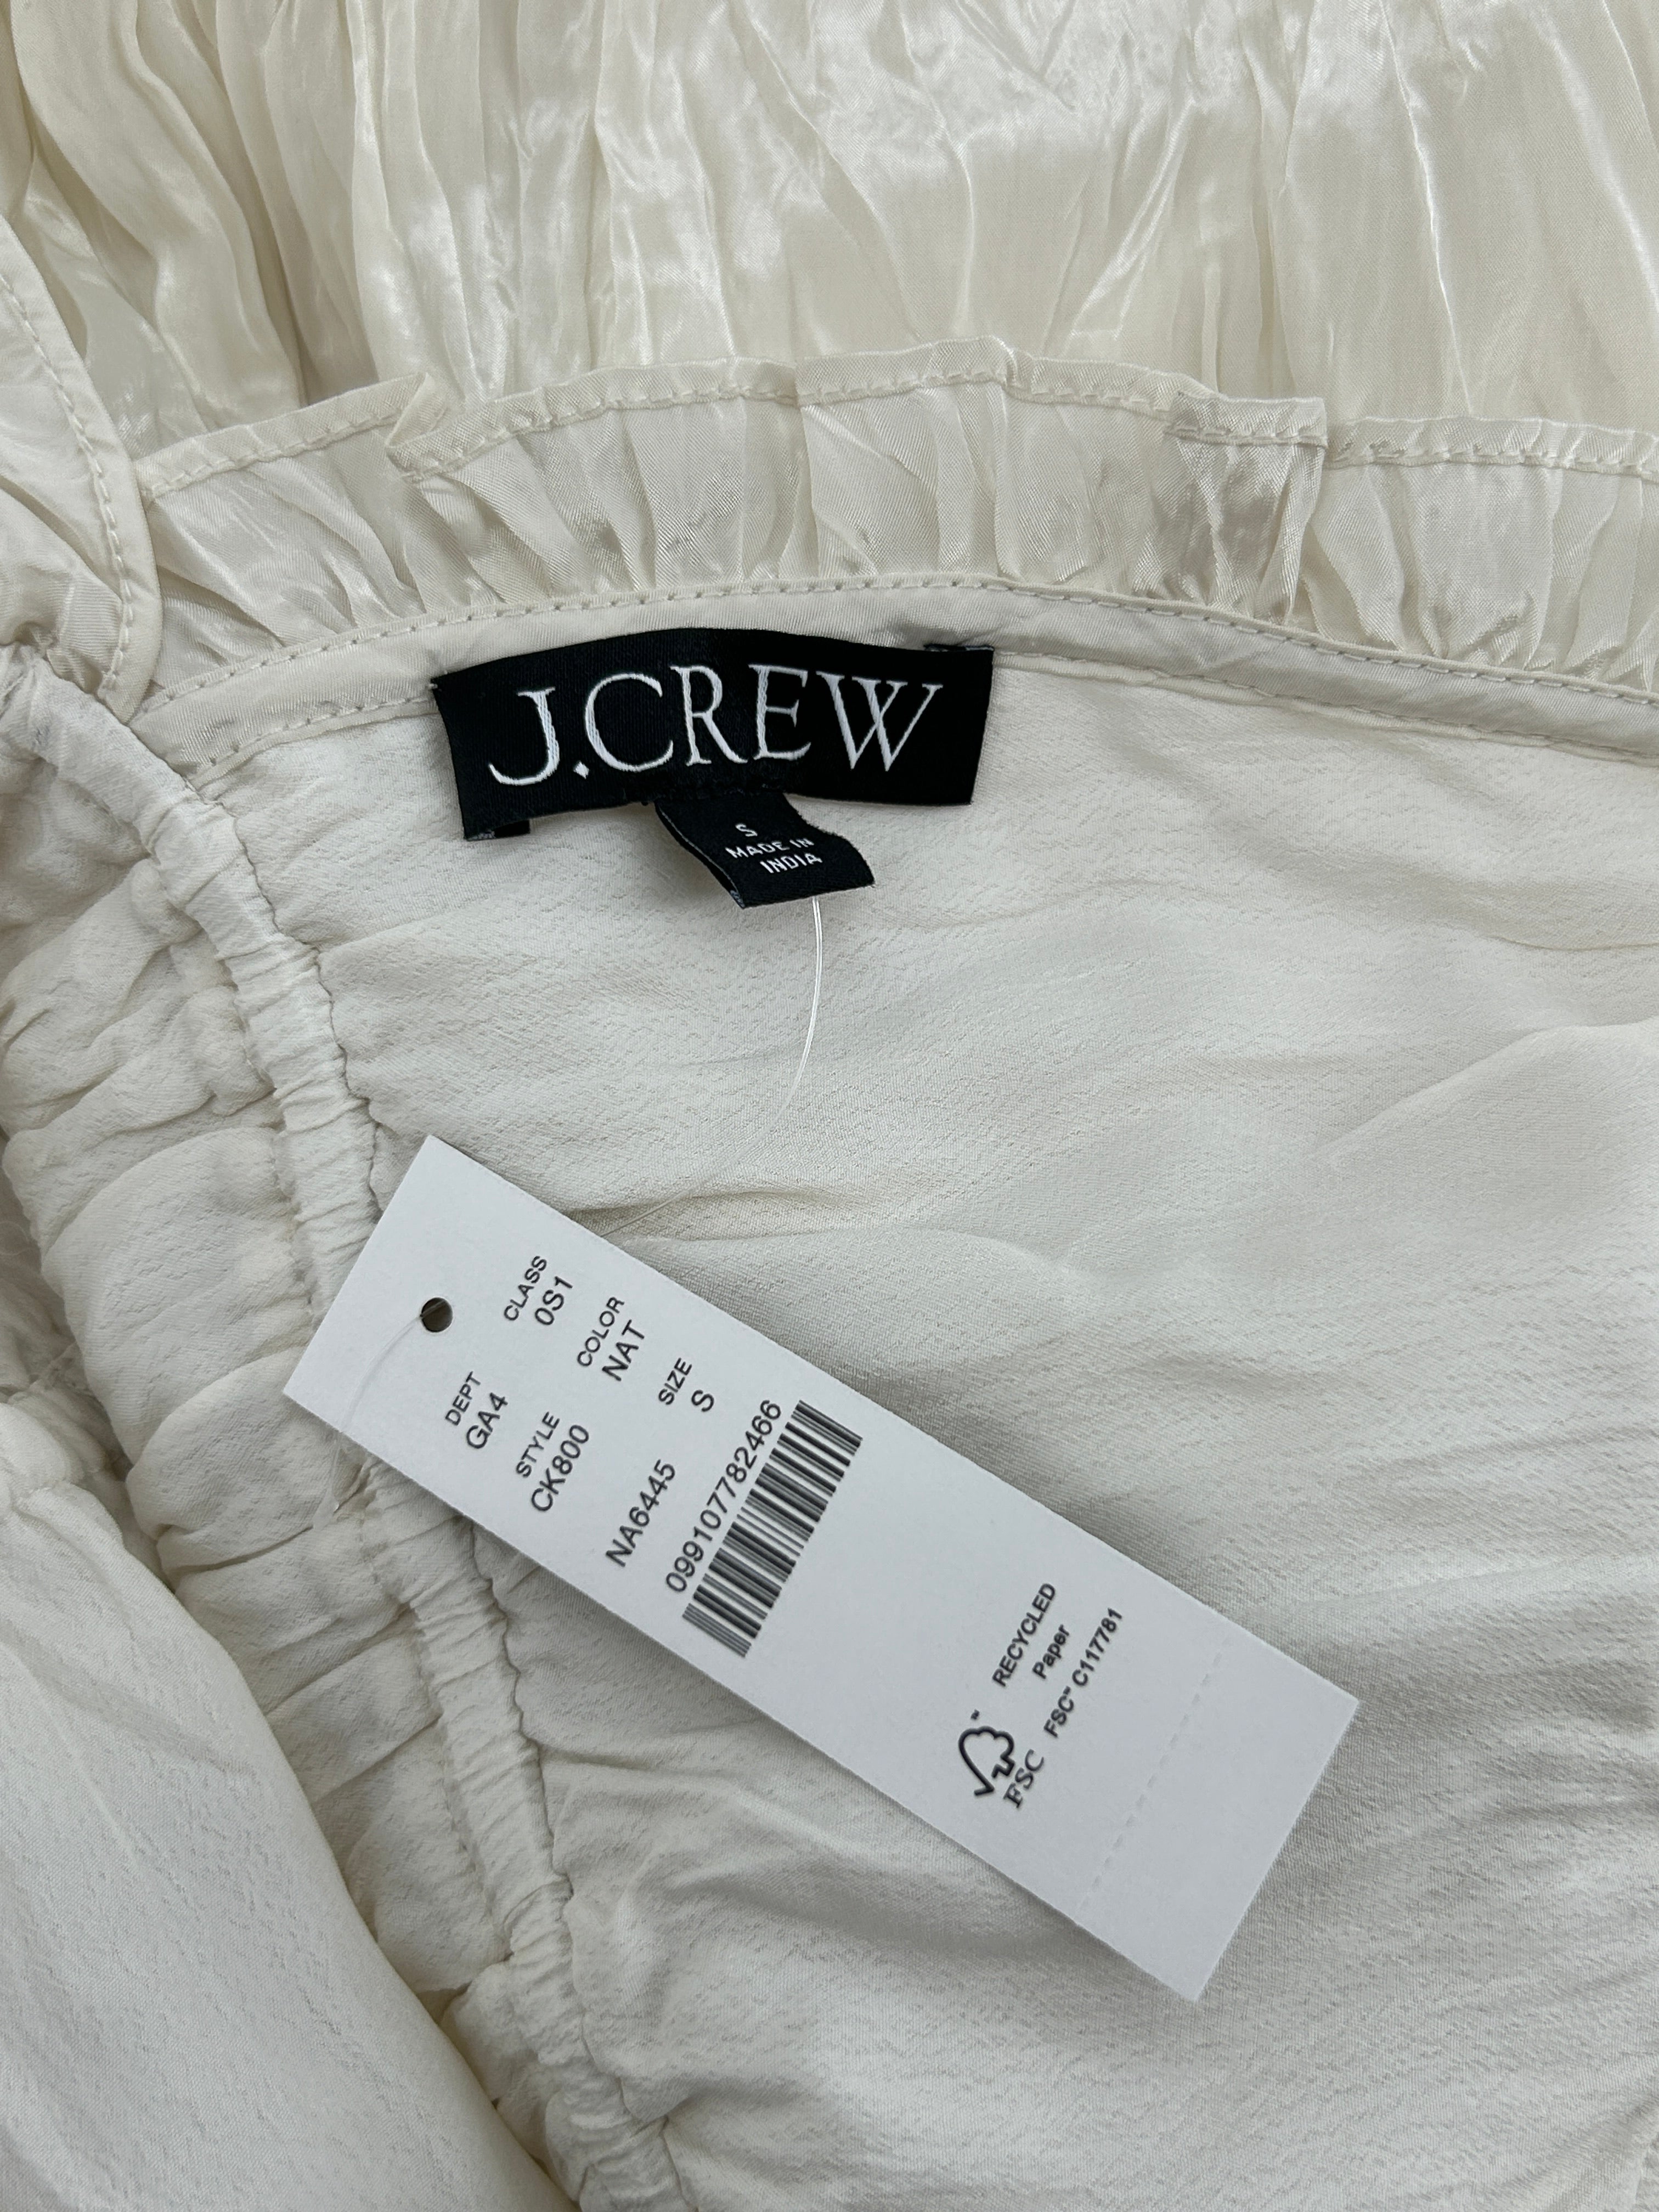 J.CREW
S
MADE IN
INDIA
DEPT CLASS
GA4 0S1
STYLE COLOR
CK800 NAT
SIZE
NA6445 S
099107782466
RECYCLED
Paper
FSC™ C117781
FSC